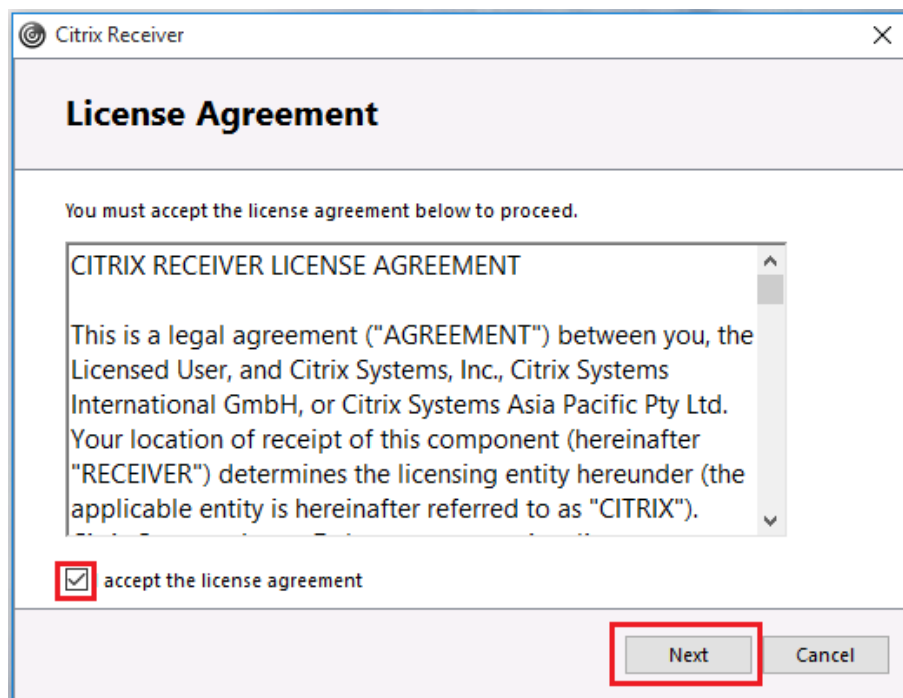 Citrix Receiver
License Agreement
You must accept the license agreement below to proceed.
CITRIX RECEIVER LICENSE AGREEMENT
This is a legal agreement ("AGREEMENT") between you, the
Licensed User, and Citrix Systems, Inc., Citrix Systems
International GmbH, or Citrix Systems Asia Pacific Pty Ltd.
Your location of receipt of this component (hereinafter
"RECEIVER") determines the licensing entity hereunder (the
applicable entity is hereinafter referred to as "CITRIX").
accept the license agreement
Next
Cancel